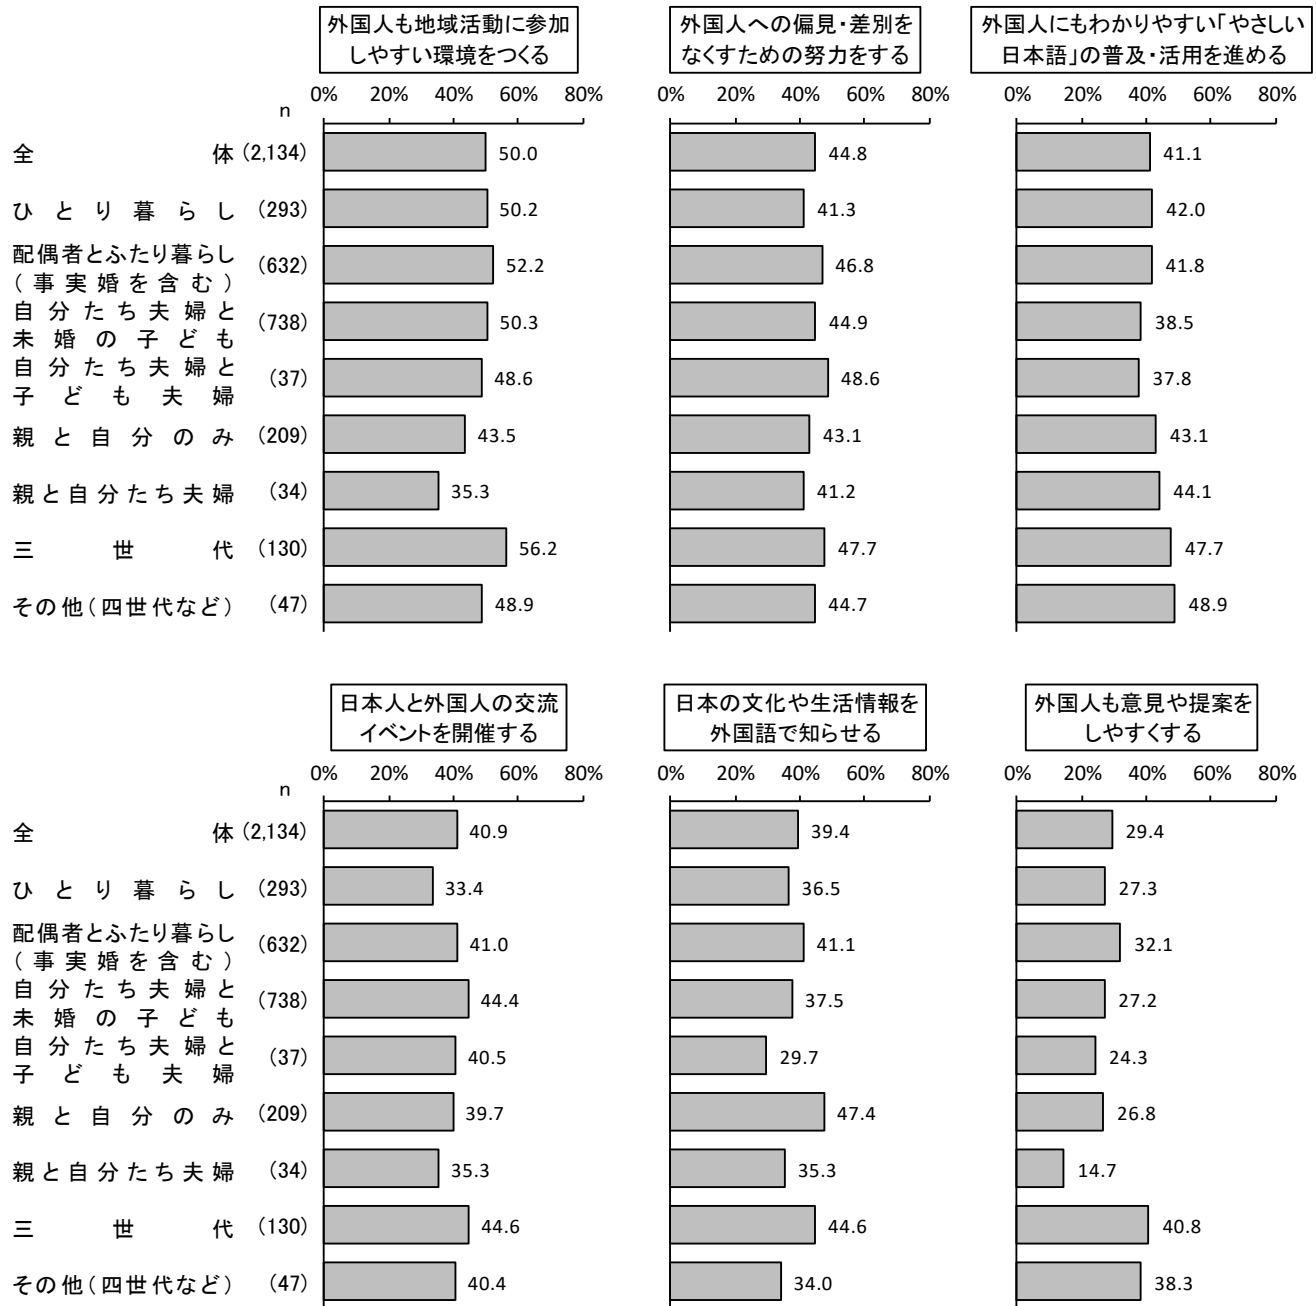 外国人も地域活動に参加
しやすい環境をつくる
外国人への偏見・差別を
なくすための努力をする
外国人にもわかりやすい「やさしい
日本語」の普及・活用を進める
n
0% 20% 40% 60% 80%
0% 20% 40% 60% 80%
0% 20% 40% 60% 80%
全体 (2,134) 50.0 44.8 41.1
ひとり暮らし (293) 50.2 41.3 42.0
配偶者とふたり暮らし
(事実婚を含む) (632) 52.2 46.8 41.8
自分たち夫婦と
未婚の子ども (738) 50.3 44.9 38.5
自分たち夫婦と
子ども夫婦 (37) 48.6 48.6 37.8
親と自分のみ (209) 43.5 43.1 43.1
親と自分たち夫婦 (34) 35.3 41.2 44.1
三世代 (130) 56.2 47.7 47.7
その他(四世代など) (47) 48.9 44.7 48.9
日本人と外国人の交流
イベントを開催する
日本の文化や生活情報を
外国語で知らせる
外国人も意見や提案を
しやすくする
n
0% 20% 40% 60% 80%
0% 20% 40% 60% 80%
0% 20% 40% 60% 80%
全体 (2,134) 40.9 39.4 29.4
ひとり暮らし (293) 33.4 36.5 27.3
配偶者とふたり暮らし
(事実婚を含む) (632) 41.0 41.1 32.1
自分たち夫婦と
未婚の子ども (738) 44.4 37.5 27.2
自分たち夫婦と
子ども夫婦 (37) 40.5 29.7 24.3
親と自分のみ (209) 39.7 47.4 26.8
親と自分たち夫婦 (34) 35.3 35.3 14.7
三世代 (130) 44.6 44.6 40.8
その他(四世代など) (47) 40.4 34.0 38.3